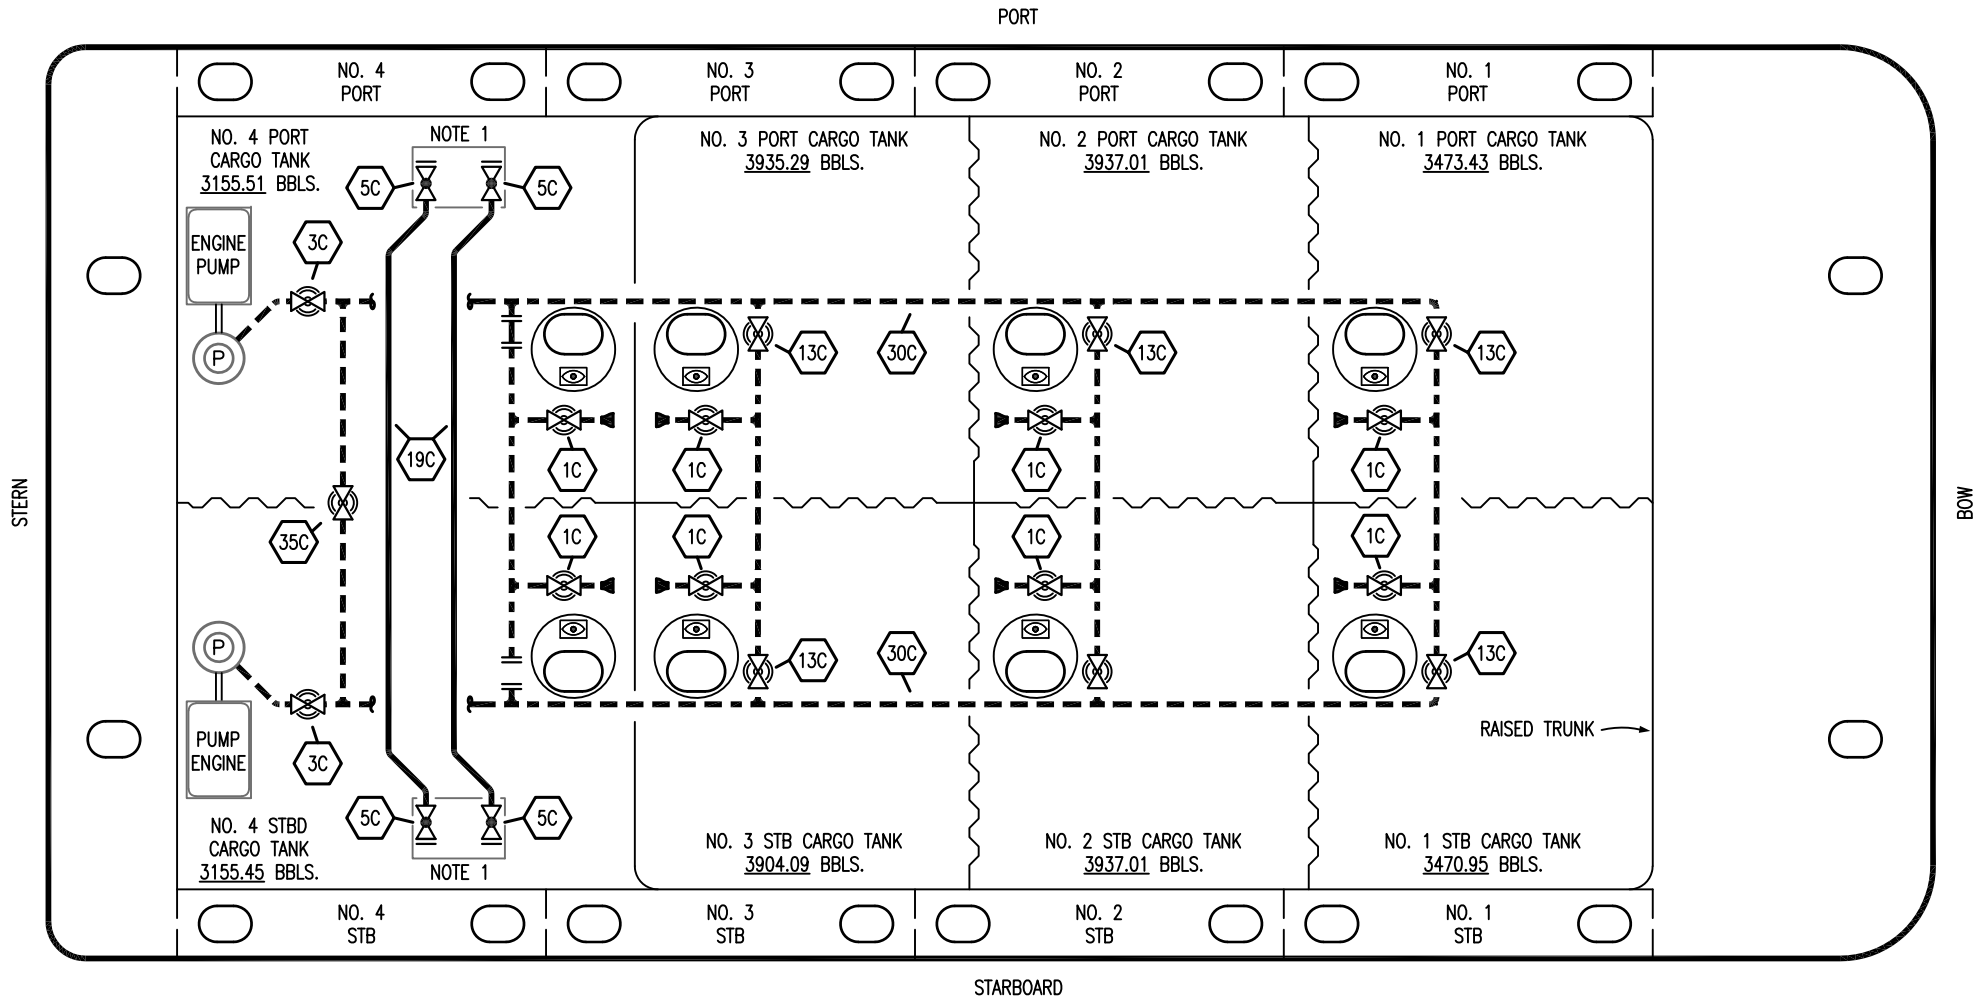 PORT
NO. 4
PORT
NO. 3
PORT
NO. 2
PORT
NO. 1
PORT
NO. 4 PORT
CARGO TANK
3155.51 BBLS.
NOTE 1
NO. 3 PORT CARGO TANK
3935.29 BBLS.
NO. 2 PORT CARGO TANK
3937.01 BBLS.
NO. 1 PORT CARGO TANK
3473.43 BBLS.
5C
5C
ENGINE
PUMP
3C
P
13C
30C
13C
13C
19C
1C
1C
1C
1C
STERN
BOW
35C
1C
1C
1C
1C
P
13C
30C
13C
PUMP
ENGINE
3C
RAISED TRUNK
5C
5C
NO. 4 STBD
CARGO TANK
3155.45 BBLS.
NOTE 1
NO. 3 STB CARGO TANK
3904.09 BBLS.
NO. 2 STB CARGO TANK
3937.01 BBLS.
NO. 1 STB CARGO TANK
3470.95 BBLS.
NO. 4
STB
NO. 3
STB
NO. 2
STB
NO. 1
STB
STARBOARD